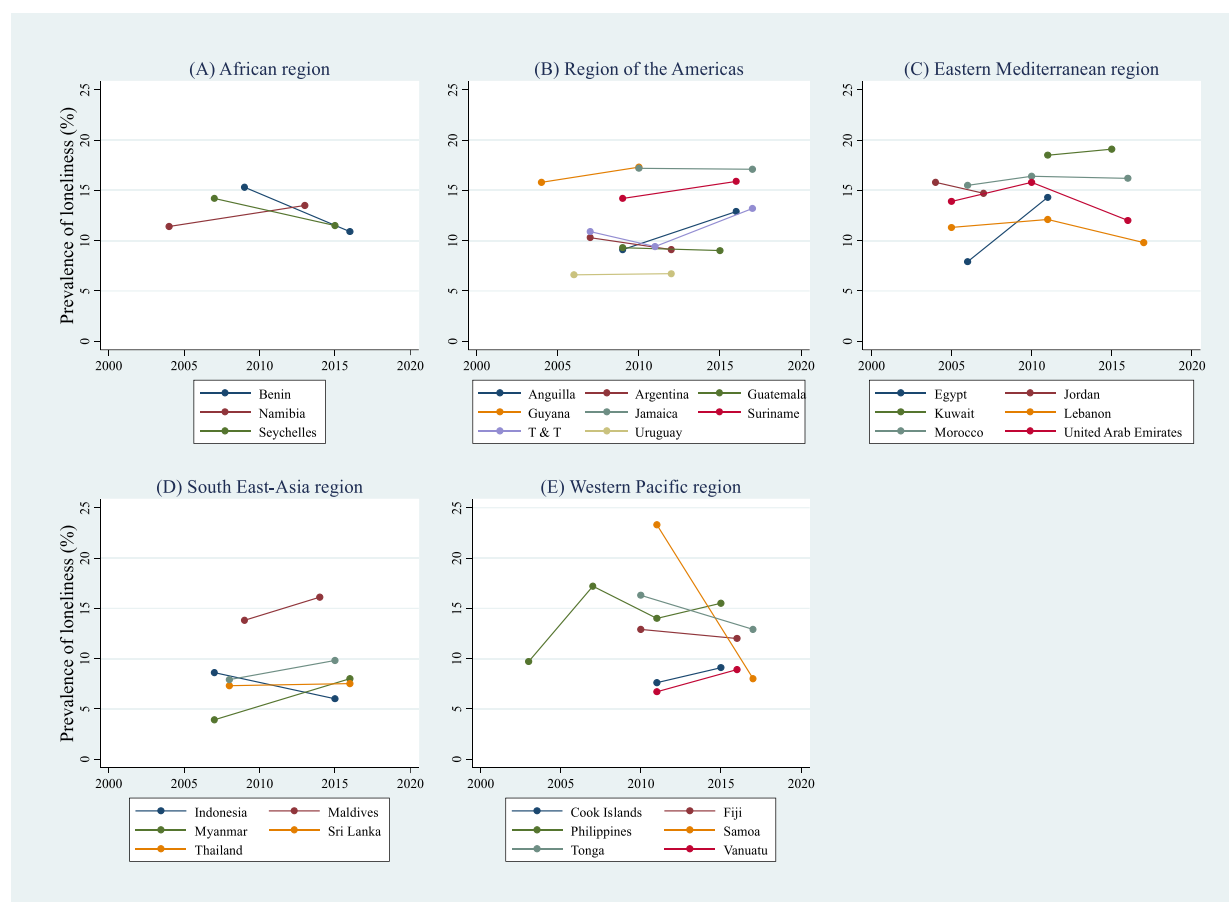 (A) African region
Prevalence of loneliness (%)
25
20
15
10
5
0
2000 2005 2010 2015 2020
Benin
Namibia
Seychelles
(B) Region of the Americas
25
20
15
10
5
0
2000 2005 2010 2015 2020
Anguilla Argentina Guatemala
Guyana Jamaica Suriname
T & T Uruguay
(C) Eastern Mediterranean region
25
20
15
10
5
0
2000 2005 2010 2015 2020
Egypt Jordan
Kuwait Lebanon
Morocco United Arab Emirates
(D) South East-Asia region
Prevalence of loneliness (%)
25
20
15
10
5
0
2000 2005 2010 2015 2020
Indonesia Maldives
Myanmar Sri Lanka
Thailand
(E) Western Pacific region
25
20
15
10
5
0
2000 2005 2010 2015 2020
Cook Islands Fiji
Philippines Samoa
Tonga Vanuatu